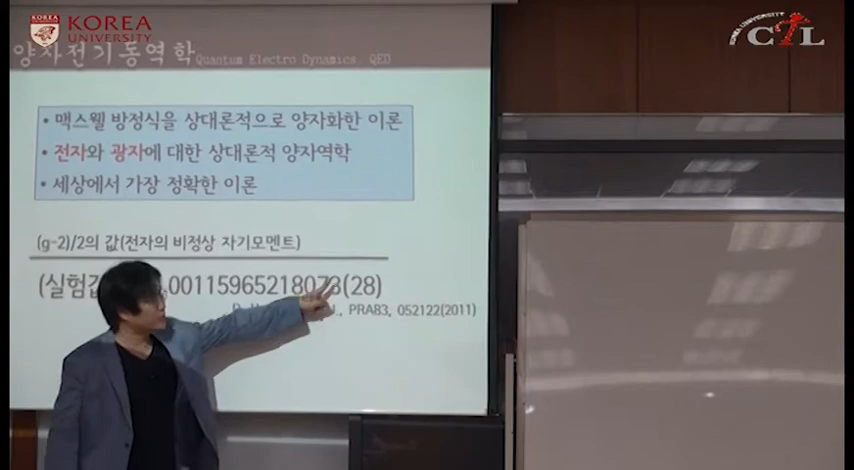 KOREA
UNIVERSITY
KOREA UNIVERSITY
CTL
양자전기동역학 Quantum Electro Dynamics QED
• 맥스웰 방정식을 상대론적으로 양자화한 이론
• 전자와 광자에 대한 상대론적 양자역학
• 세상에서 가장 정확한 이론
(g-2)/2의 값(전자의 비정상 자기모멘트)
(실험값 .00115965218073(28)
., PRA83, 052122(2011)